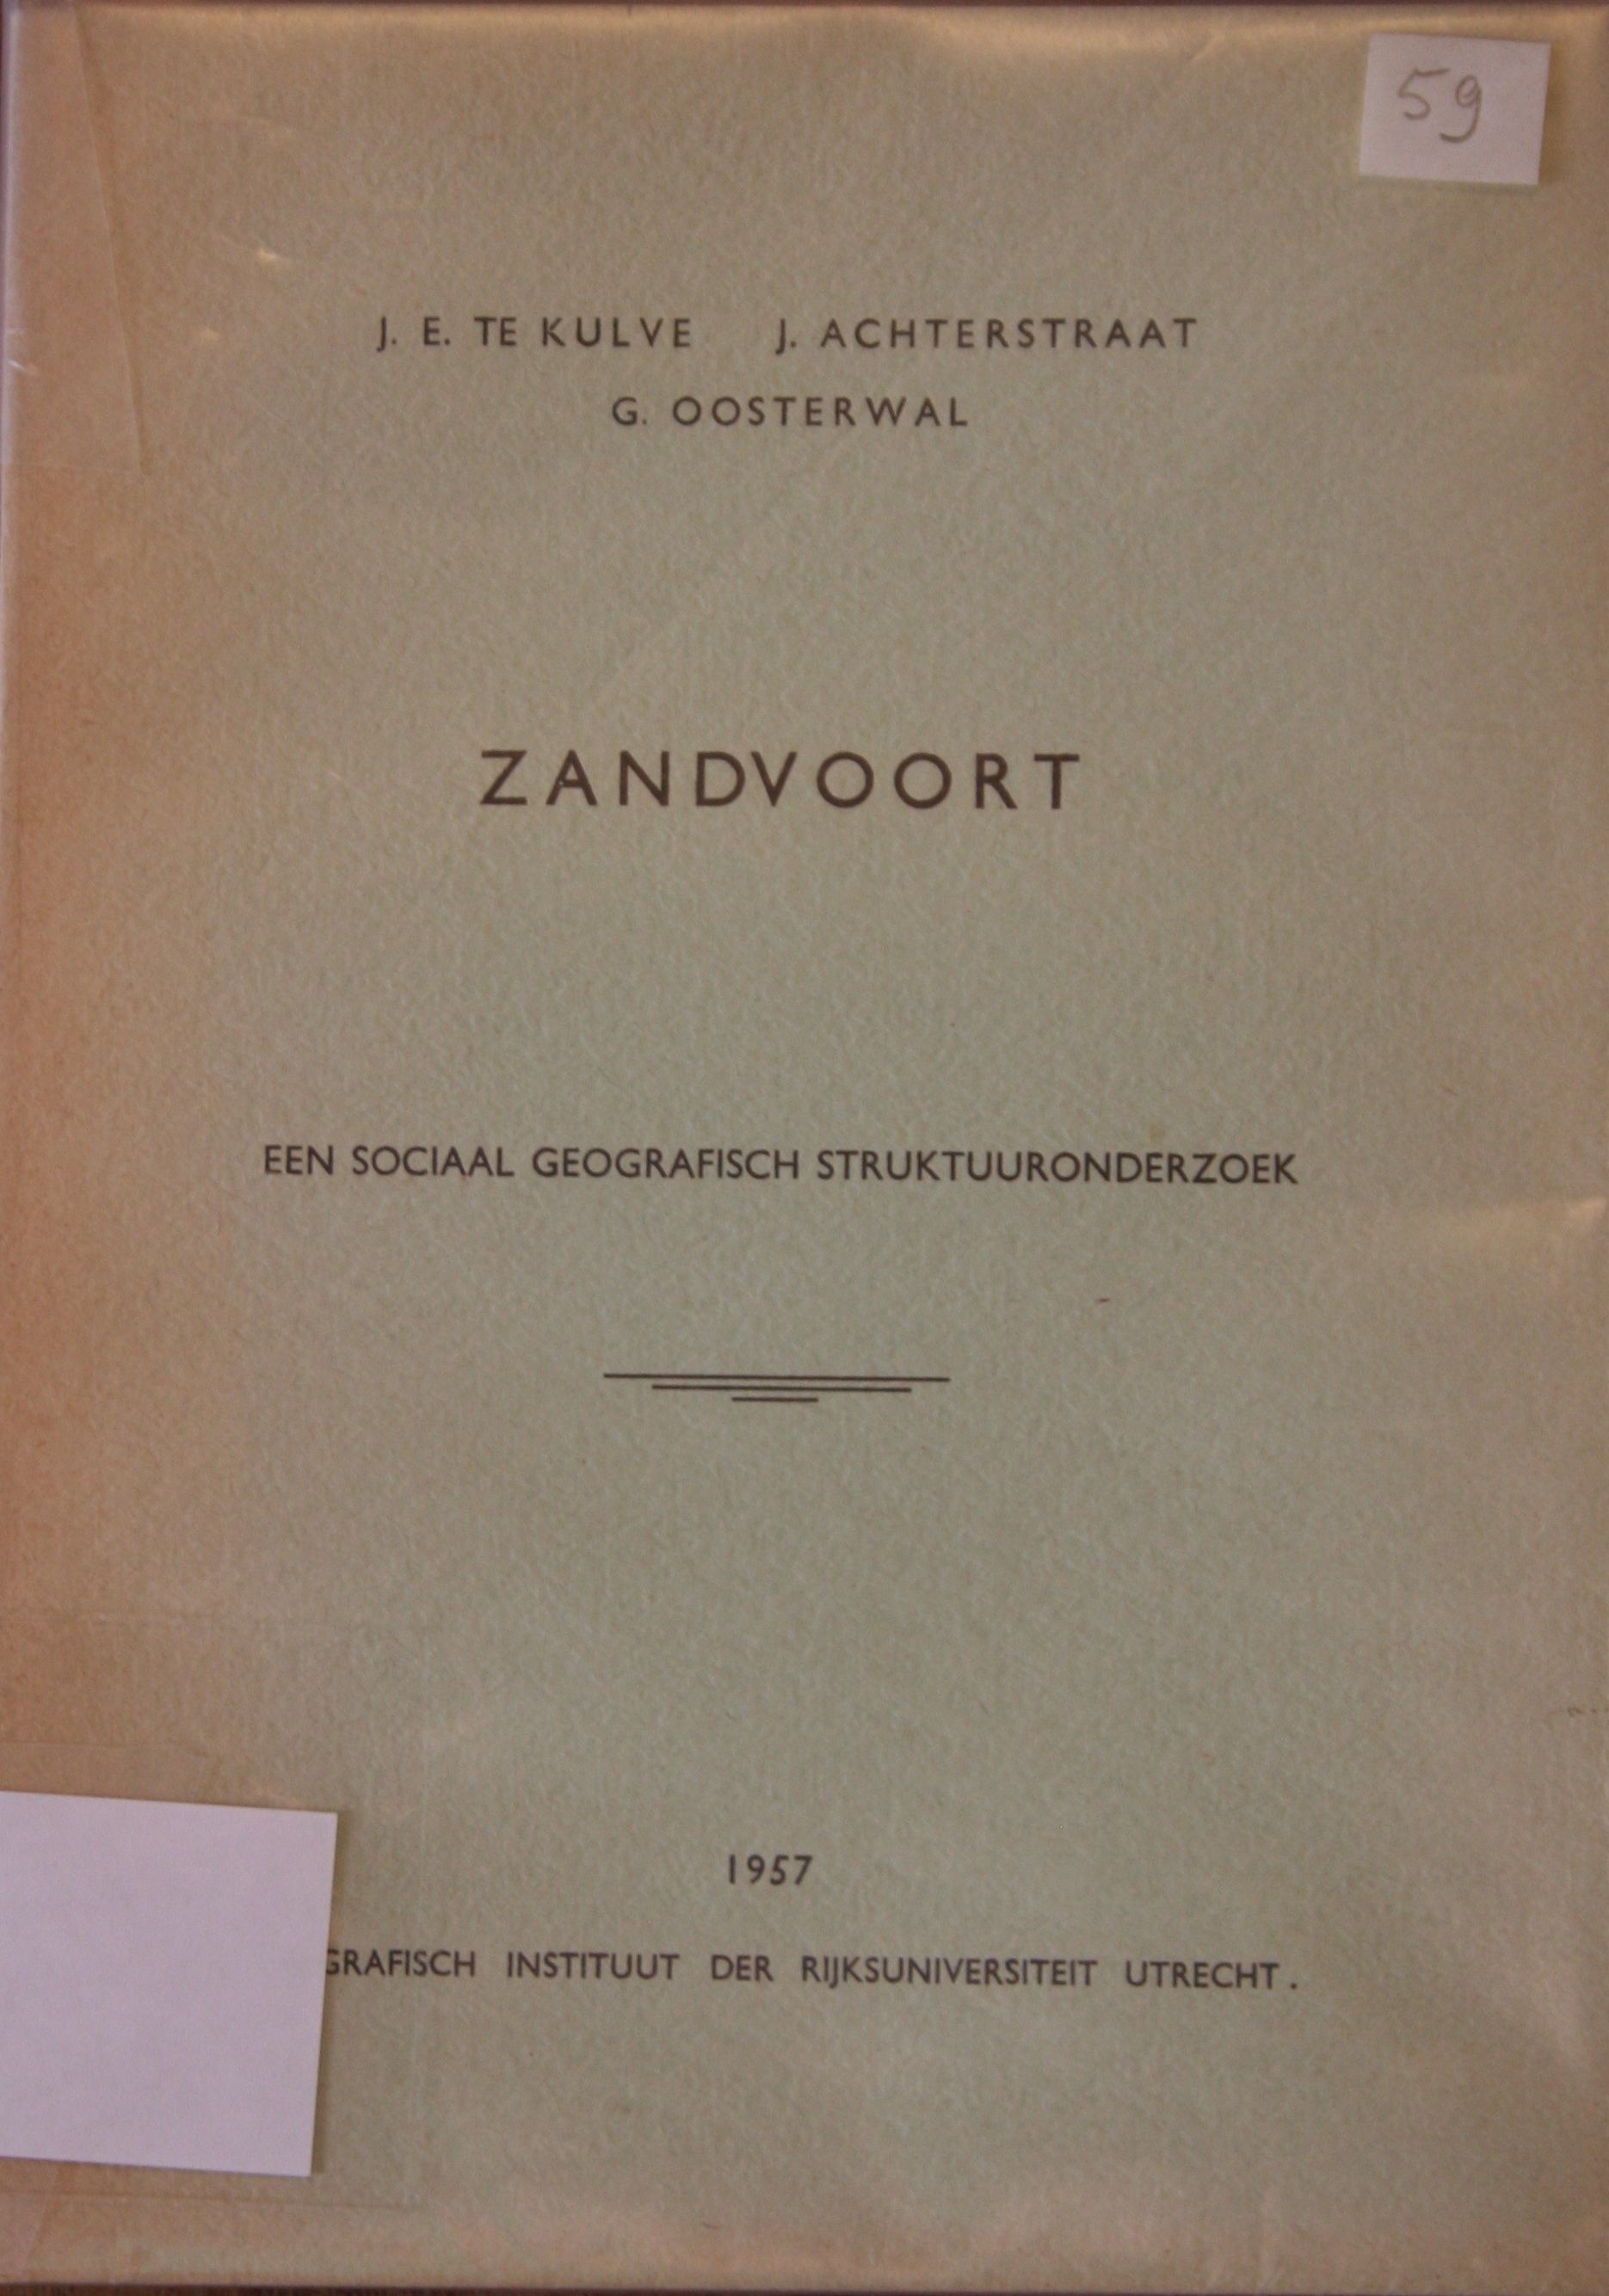 59
J. E. TE KULVE J. ACHTERSTRAAT
G. OOSTERWAL
ZANDVOORT
EEN SOCIAAL GEOGRAFISCH STRUKTUURONDERZOEK
1957
GRAFISCH INSTITUUT DER RIJKSUNIVERSITEIT UTRECHT.